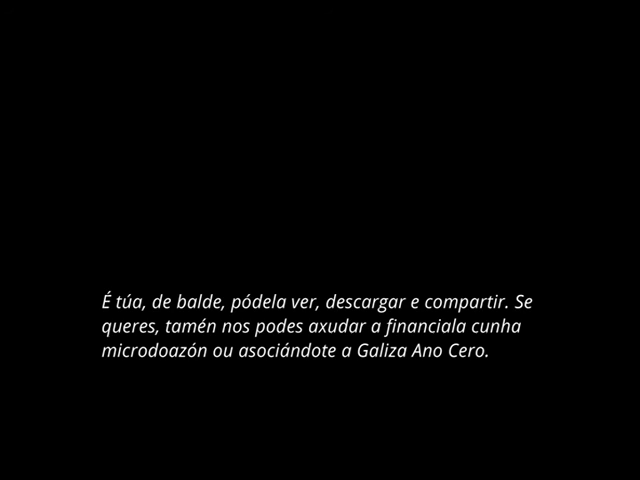 É túa, de balde, pódela ver, descargar e compartir. Se
queres, tamén nos podes axudar a financiala cunha
microdoazón ou asociándote a Galiza Ano Cero.